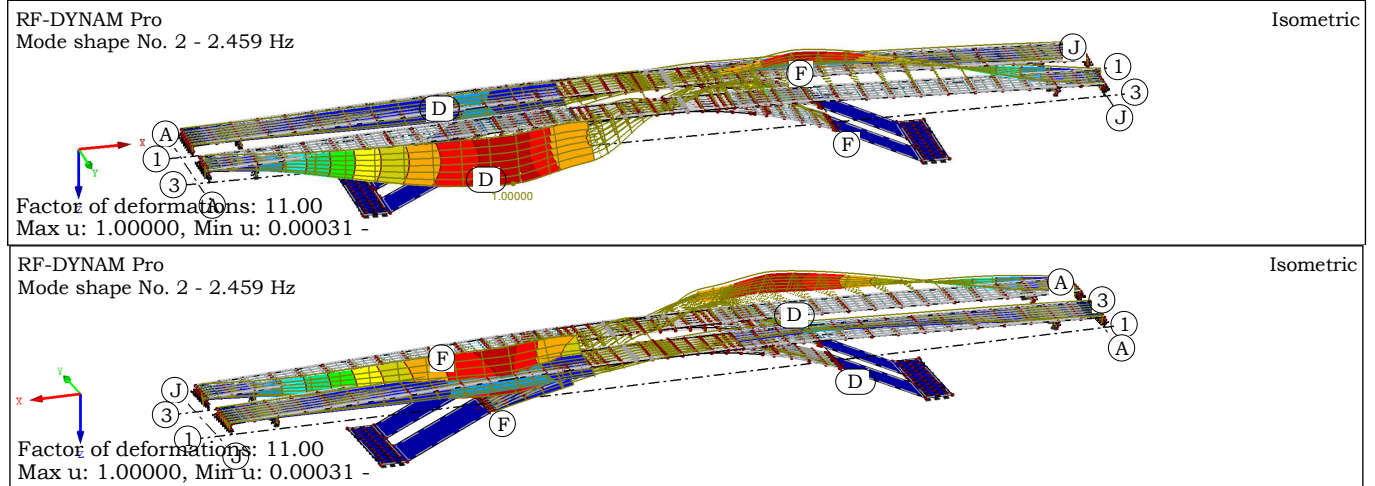 RF-DYNAM Pro
Isometric
Mode shape No. 2 - 2.459 Hz
J
F
1
D
3
A
J
X
1
F
Y
3
D
1.00000
Z
A
Factor of deformations: 11.00
Max u: 1.00000, Min u: 0.00031 -
RF-DYNAM Pro
Isometric
Mode shape No. 2 - 2.459 Hz
A
3
D
1
F
A
Y
J
D
X
3
F
1
Z
J
Factor of deformations: 11.00
Max u: 1.00000, Min u: 0.00031 -